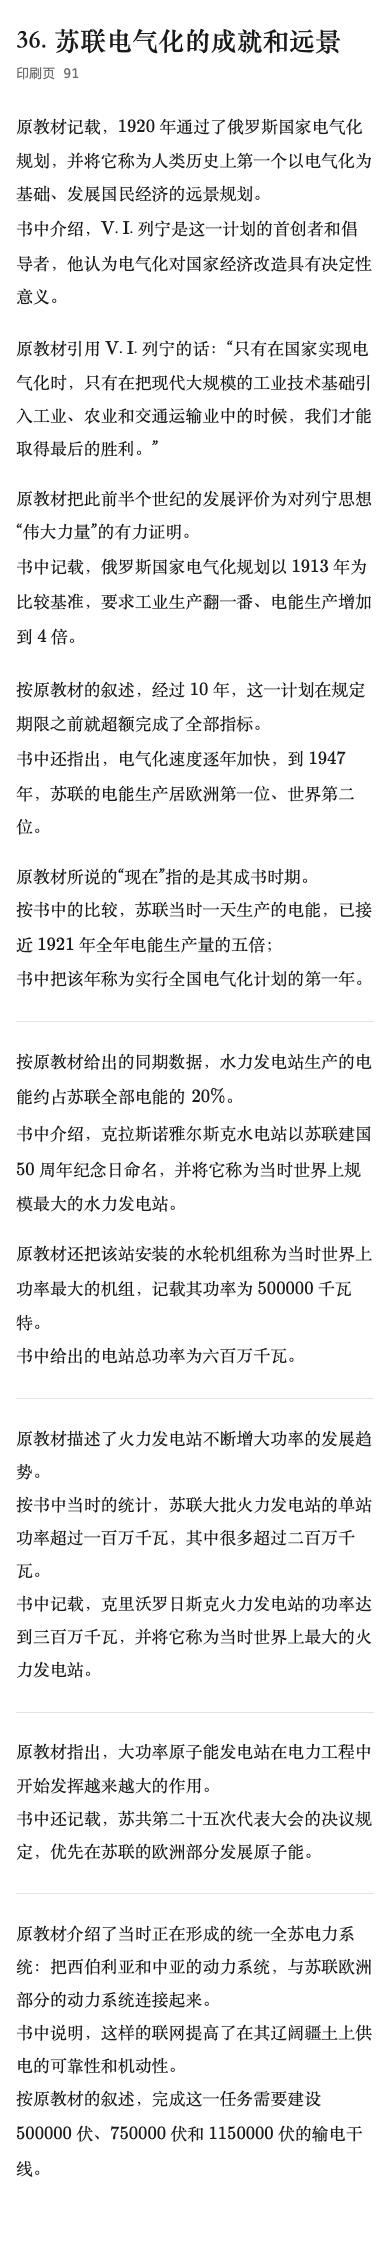 36. 苏联电气化的成就和远景
印刷页 91
原教材记载，1920 年通过了俄罗斯国家电气化
规划，并将它称为人类历史上第一个以电气化为
基础、发展国民经济的远景规划。
书中介绍，V. I. 列宁是这一计划的首创者和倡
导者，他认为电气化对国家经济改造具有决定性
意义。
原教材引用 V. I. 列宁的话：“只有在国家实现电
气化时，只有在把现代大规模的工业技术基础引
入工业、农业和交通运输业中的时候，我们才能
取得最后的胜利。”
原教材把此前半个世纪的发展评价为对列宁思想
“伟大力量”的有力证明。
书中记载，俄罗斯国家电气化规划以 1913 年为
比较基准，要求工业生产翻一番、电能生产增加
到 4 倍。
按原教材的叙述，经过 10 年，这一计划在规定
期限之前就超额完成了全部指标。
书中还指出，电气化速度逐年加快，到 1947
年，苏联的电能生产居欧洲第一位、世界第二
位。
原教材所说的“现在”指的是其成书时期。
按书中的比较，苏联当时一天生产的电能，已接
近 1921 年全年电能生产量的五倍；
书中把该年称为实行全国电气化计划的第一年。
按原教材给出的同期数据，水力发电站生产的电
能约占苏联全部电能的 20%。
书中介绍，克拉斯诺雅尔斯克水电站以苏联建国
50 周年纪念日命名，并将它称为当时世界上规
模最大的水力发电站。
原教材还把该站安装的水轮机组称为当时世界上
功率最大的机组，记载其功率为 500000 千瓦
特。
书中给出的电站总功率为六百万千瓦。
原教材描述了火力发电站不断增大功率的发展趋
势。
按书中当时的统计，苏联大批火力发电站的单站
功率超过一百万千瓦，其中很多超过二百万千
瓦。
书中记载，克里沃罗日斯克火力发电站的功率达
到三百万千瓦，并将它称为当时世界上最大的火
力发电站。
原教材指出，大功率原子能发电站在电力工程中
开始发挥越来越大的作用。
书中还记载，苏共第二十五次代表大会的决议规
定，优先在苏联的欧洲部分发展原子能。
原教材介绍了当时正在形成的统一全苏电力系
统：把西伯利亚和中亚的动力系统，与苏联欧洲
部分的动力系统连接起来。
书中说明，这样的联网提高了在其辽阔疆土上供
电的可靠性和机动性。
按原教材的叙述，完成这一任务需要建设
500000 伏、750000 伏和 1150000 伏的输电干
线。